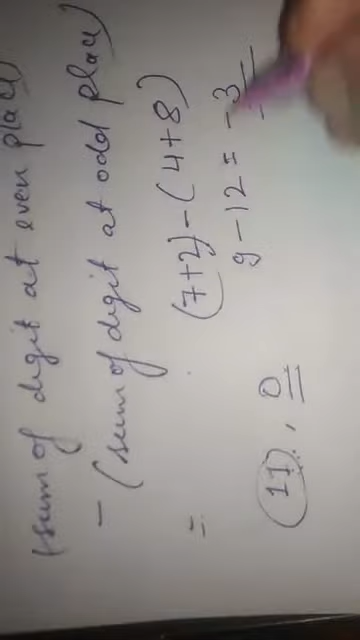 (sum of digit at even place)
- (sum of digit at odd place)
= (7+2) - (4+8)
9 - 12 = - 3
(11), 0